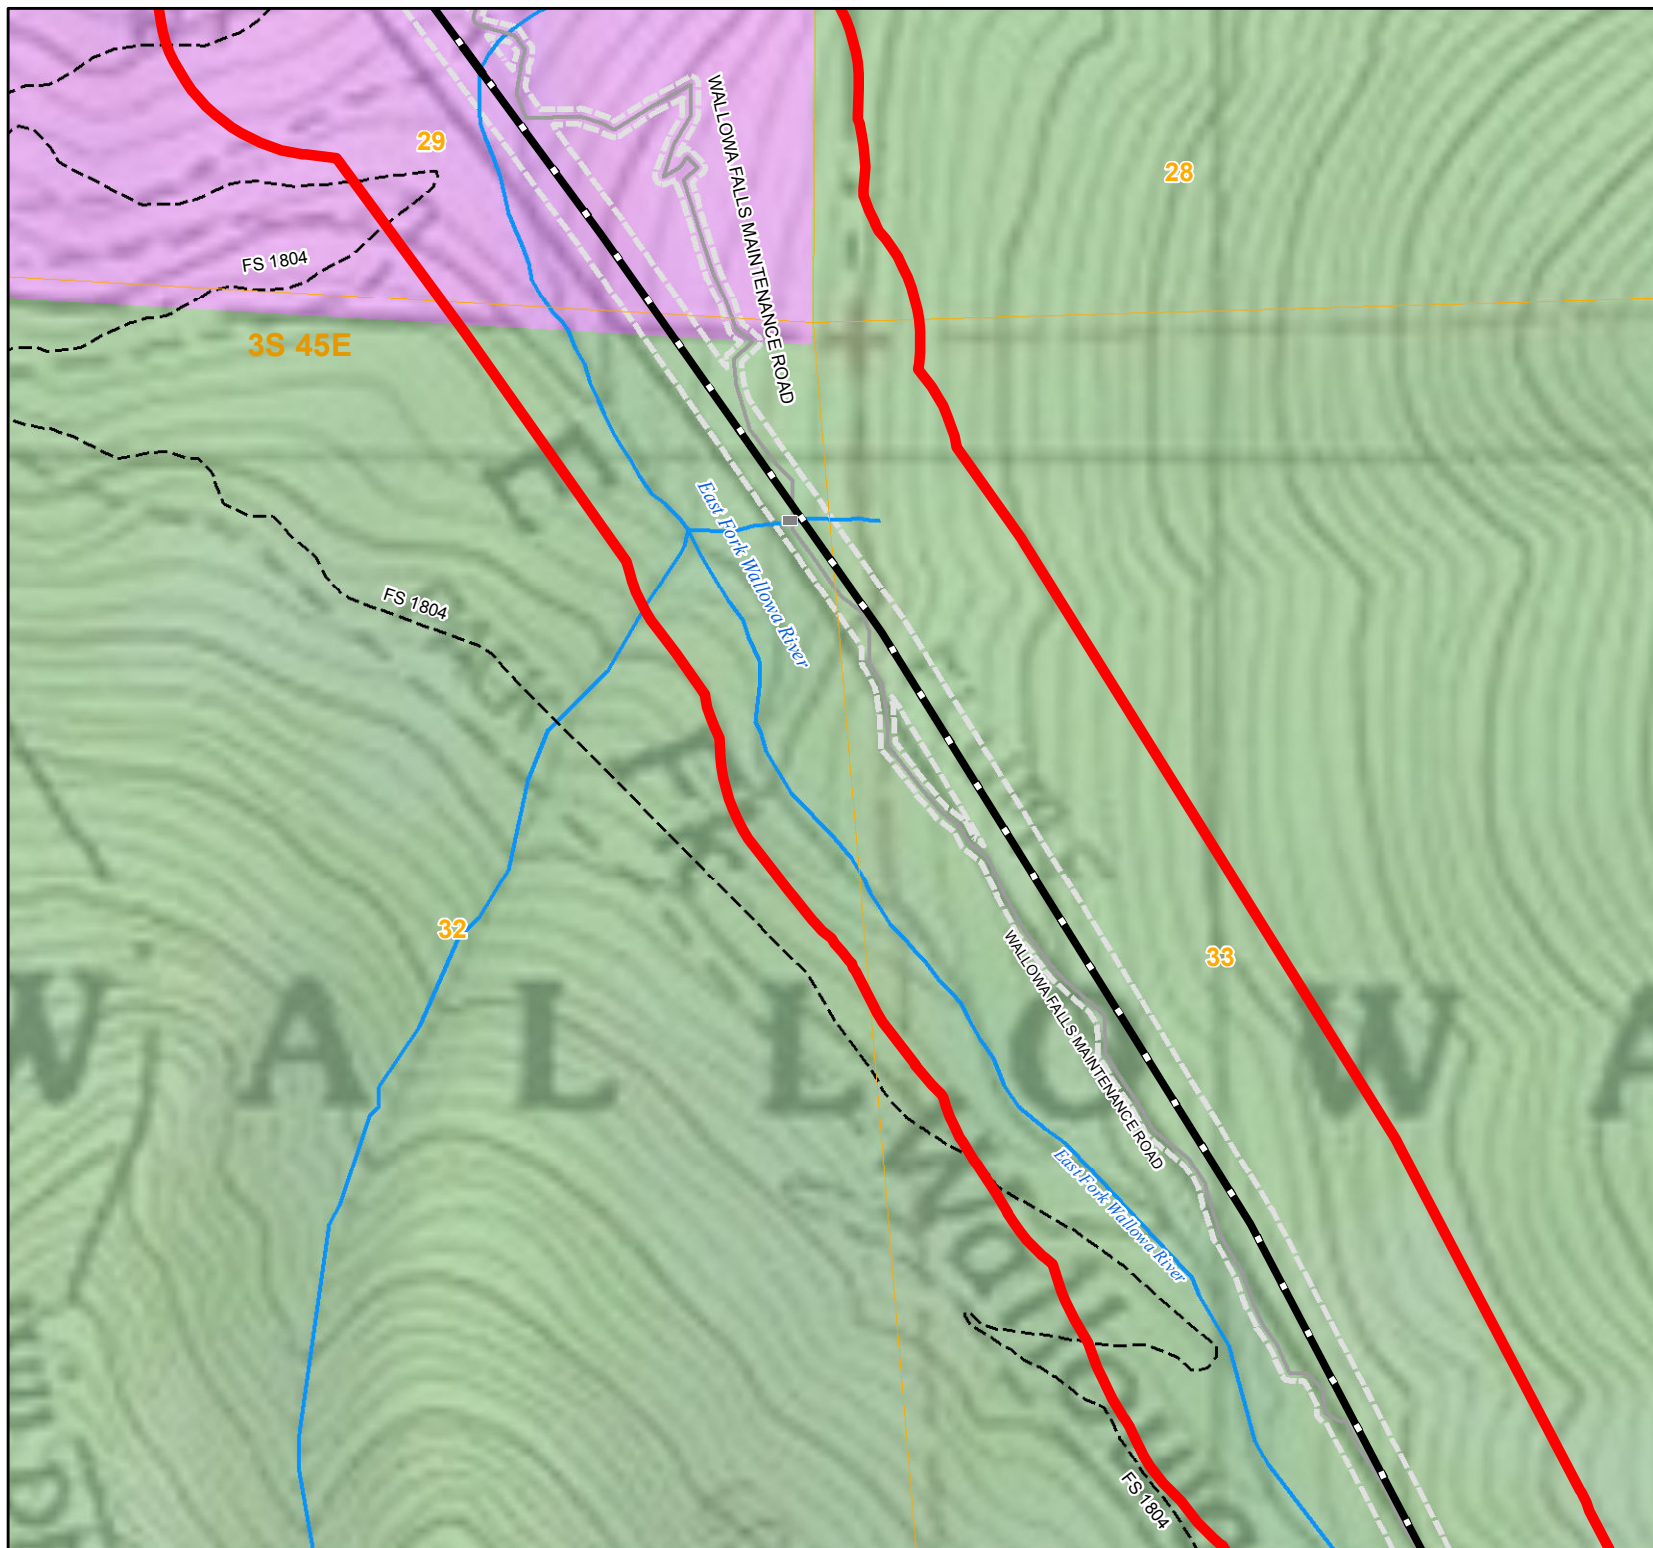 29
28
WALLOWA FALLS MAINTENANCE ROAD
FS 1804
3S 45E
E
East Fork Wallowa River
FS 1804
32
33
W A L L O W A
WALLOWA FALLS MAINTENANCE ROAD
East Fork Wallowa River
Wallowa
FS 1804